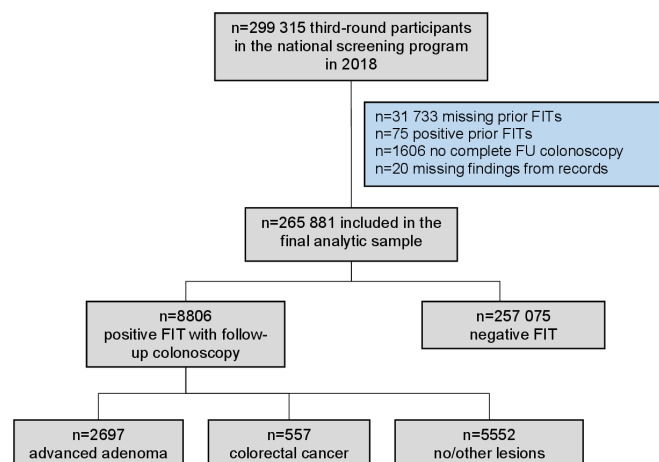 n=299 315 third-round participants
in the national screening program
in 2018
n=31 733 missing prior FITs
n=75 positive prior FITs
n=1606 no complete FU colonoscopy
n=20 missing findings from records
n=265 881 included in the
final analytic sample
n=8806
positive FIT with follow-
up colonoscopy
n=257 075
negative FIT
n=2697
advanced adenoma
n=557
colorectal cancer
n=5552
no/other lesions